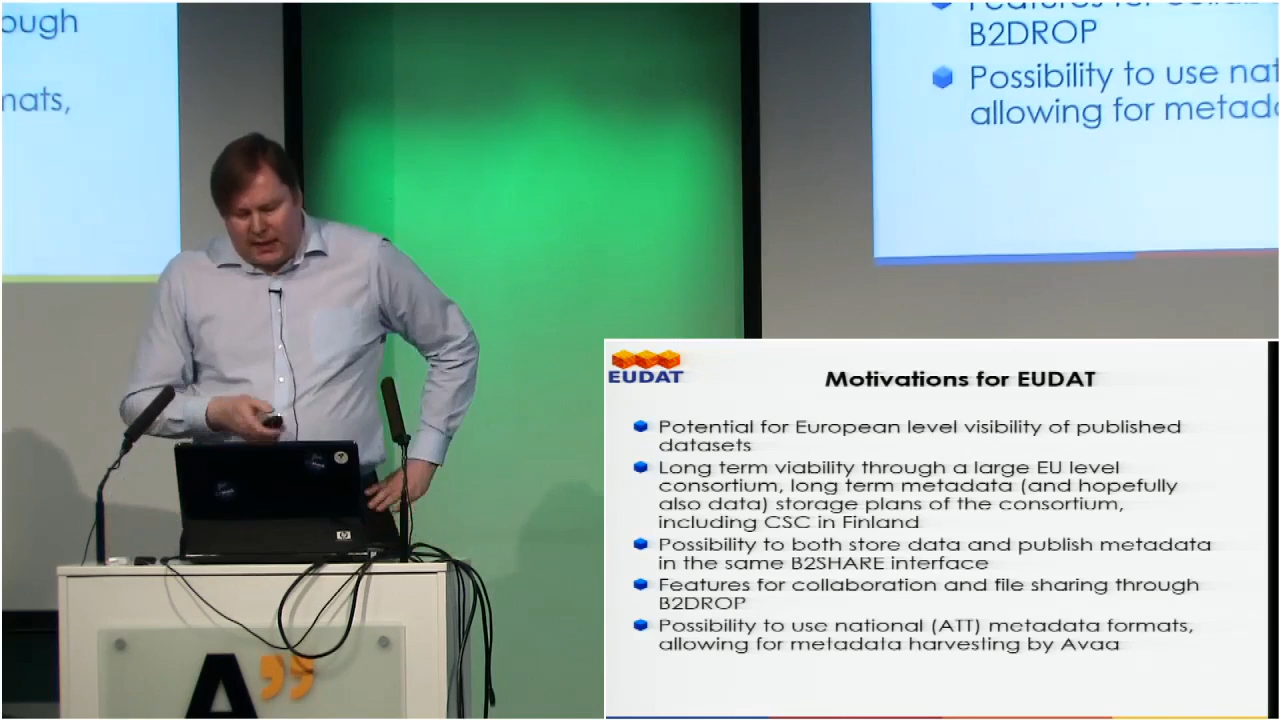 ough
mats,
B2DROP
Possibility to use nat
allowing for metad
EUDAT
Motivations for EUDAT
Potential for European level visibility of published
datasets
Long term viability through a large EU level
consortium, long term metadata (and hopefully
also data) storage plans of the consortium,
including CSC in Finland
Possibility to both store data and publish metadata
in the same B2SHARE interface
Features for collaboration and file sharing through
B2DROP
Possibility to use national (ATT) metadata formats,
allowing for metadata harvesting by Avaa
hp
A”